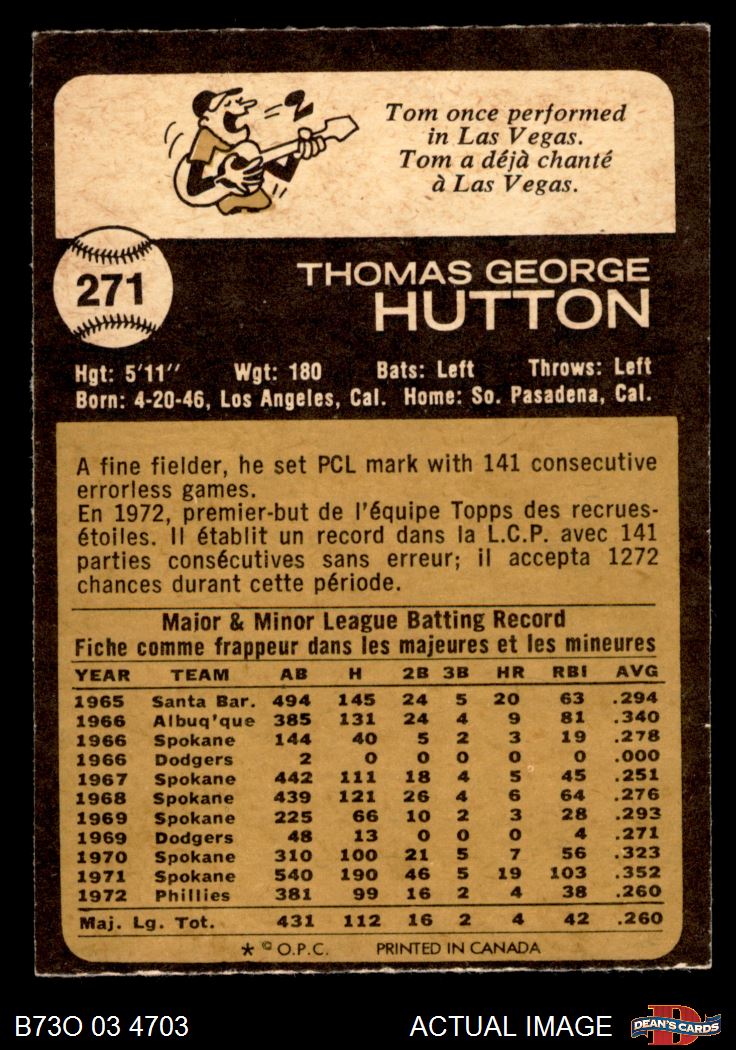 Tom once performed
in Las Vegas.
Tom a déjà chanté
à Las Vegas.
271
THOMAS GEORGE
HUTTON
Hgt: 5'11" Wgt: 180 Bats: Left Throws: Left
Born: 4-20-46, Los Angeles, Cal. Home: So. Pasadena, Cal.
A fine fielder, he set PCL mark with 141 consecutive
errorless games.
En 1972, premier-but de l'équipe Topps des recrues-
étoiles. Il établit un record dans la L.C.P. avec 141
parties consécutives sans erreur; il accepta 1272
chances durant cette période.
Major & Minor League Batting Record
Fiche comme frappeur dans les majeures et les mineures
YEAR TEAM AB H 2B 3B HR RBI AVG
1965 Santa Bar. 494 145 24 5 20 63 .294
1966 Albuq'que 385 131 24 4 9 81 .340
1966 Spokane 144 40 5 2 3 19 .278
1966 Dodgers 2 0 0 0 0 0 .000
1967 Spokane 442 111 18 4 5 45 .251
1968 Spokane 439 121 26 4 6 64 .276
1969 Spokane 225 66 10 2 3 28 .293
1969 Dodgers 48 13 0 0 0 4 .271
1970 Spokane 310 100 21 5 7 56 .323
1971 Spokane 540 190 46 5 19 103 .352
1972 Phillies 381 99 16 2 4 38 .260
Maj. Lg. Tot. 431 112 16 2 4 42 .260
* © O.P.C. PRINTED IN CANADA
B73O 03 4703 ACTUAL IMAGE DEAN'S CARDS